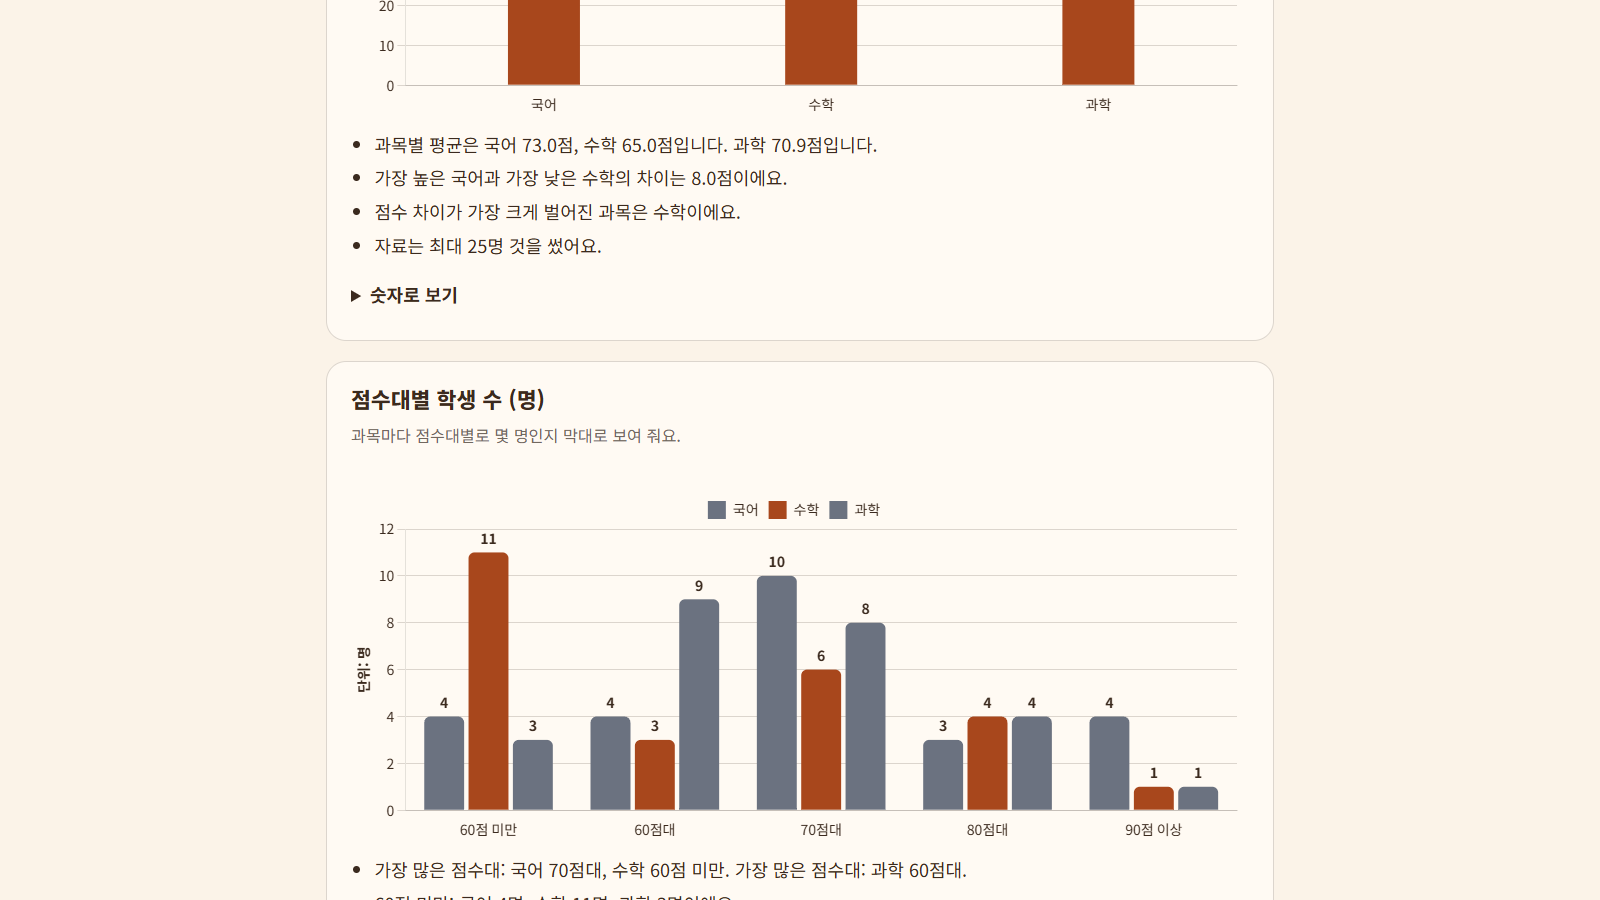 20
10
0
국어 수학 과학
과목별 평균은 국어 73.0점, 수학 65.0점입니다. 과학 70.9점입니다.
가장 높은 국어과 가장 낮은 수학의 차이는 8.0점이에요.
점수 차이가 가장 크게 벌어진 과목은 수학이에요.
자료는 최대 25명 것을 썼어요.
▶ 숫자로 보기
점수대별 학생 수 (명)
과목마다 점수대별로 몇 명인지 막대로 보여 줘요.
국어 수학 과학
단위: 명
12
10
8
6
4
2
0
4 11 3
4 3 9
10 6 8
3 4 4
4 1 1
60점 미만 60점대 70점대 80점대 90점 이상
가장 많은 점수대: 국어 70점대, 수학 60점 미만. 가장 많은 점수대: 과학 60점대.